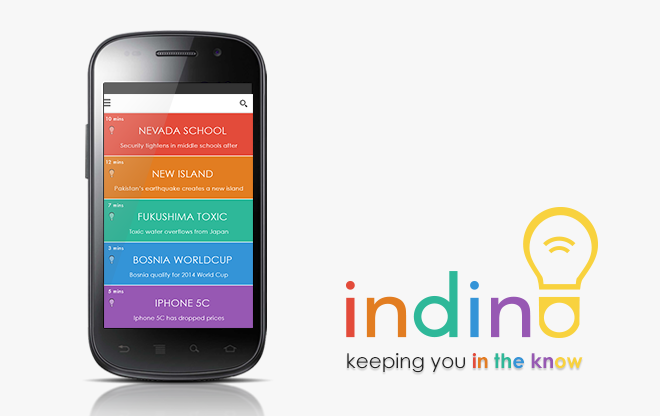 10 mins
NEVADA SCHOOL
Security tightens in middle schools after
12 mins
NEW ISLAND
Pakistan's earthquake creates a new island
7 mins
FUKUSHIMA TOXIC
Toxic water overflows from Japan
3 mins
BOSNIA WORLDCUP
Bosnia quality for 2014 World Cup
5 mins
IPHONE 5C
Iphone 5C has dropped prices
indino
keeping you in the know